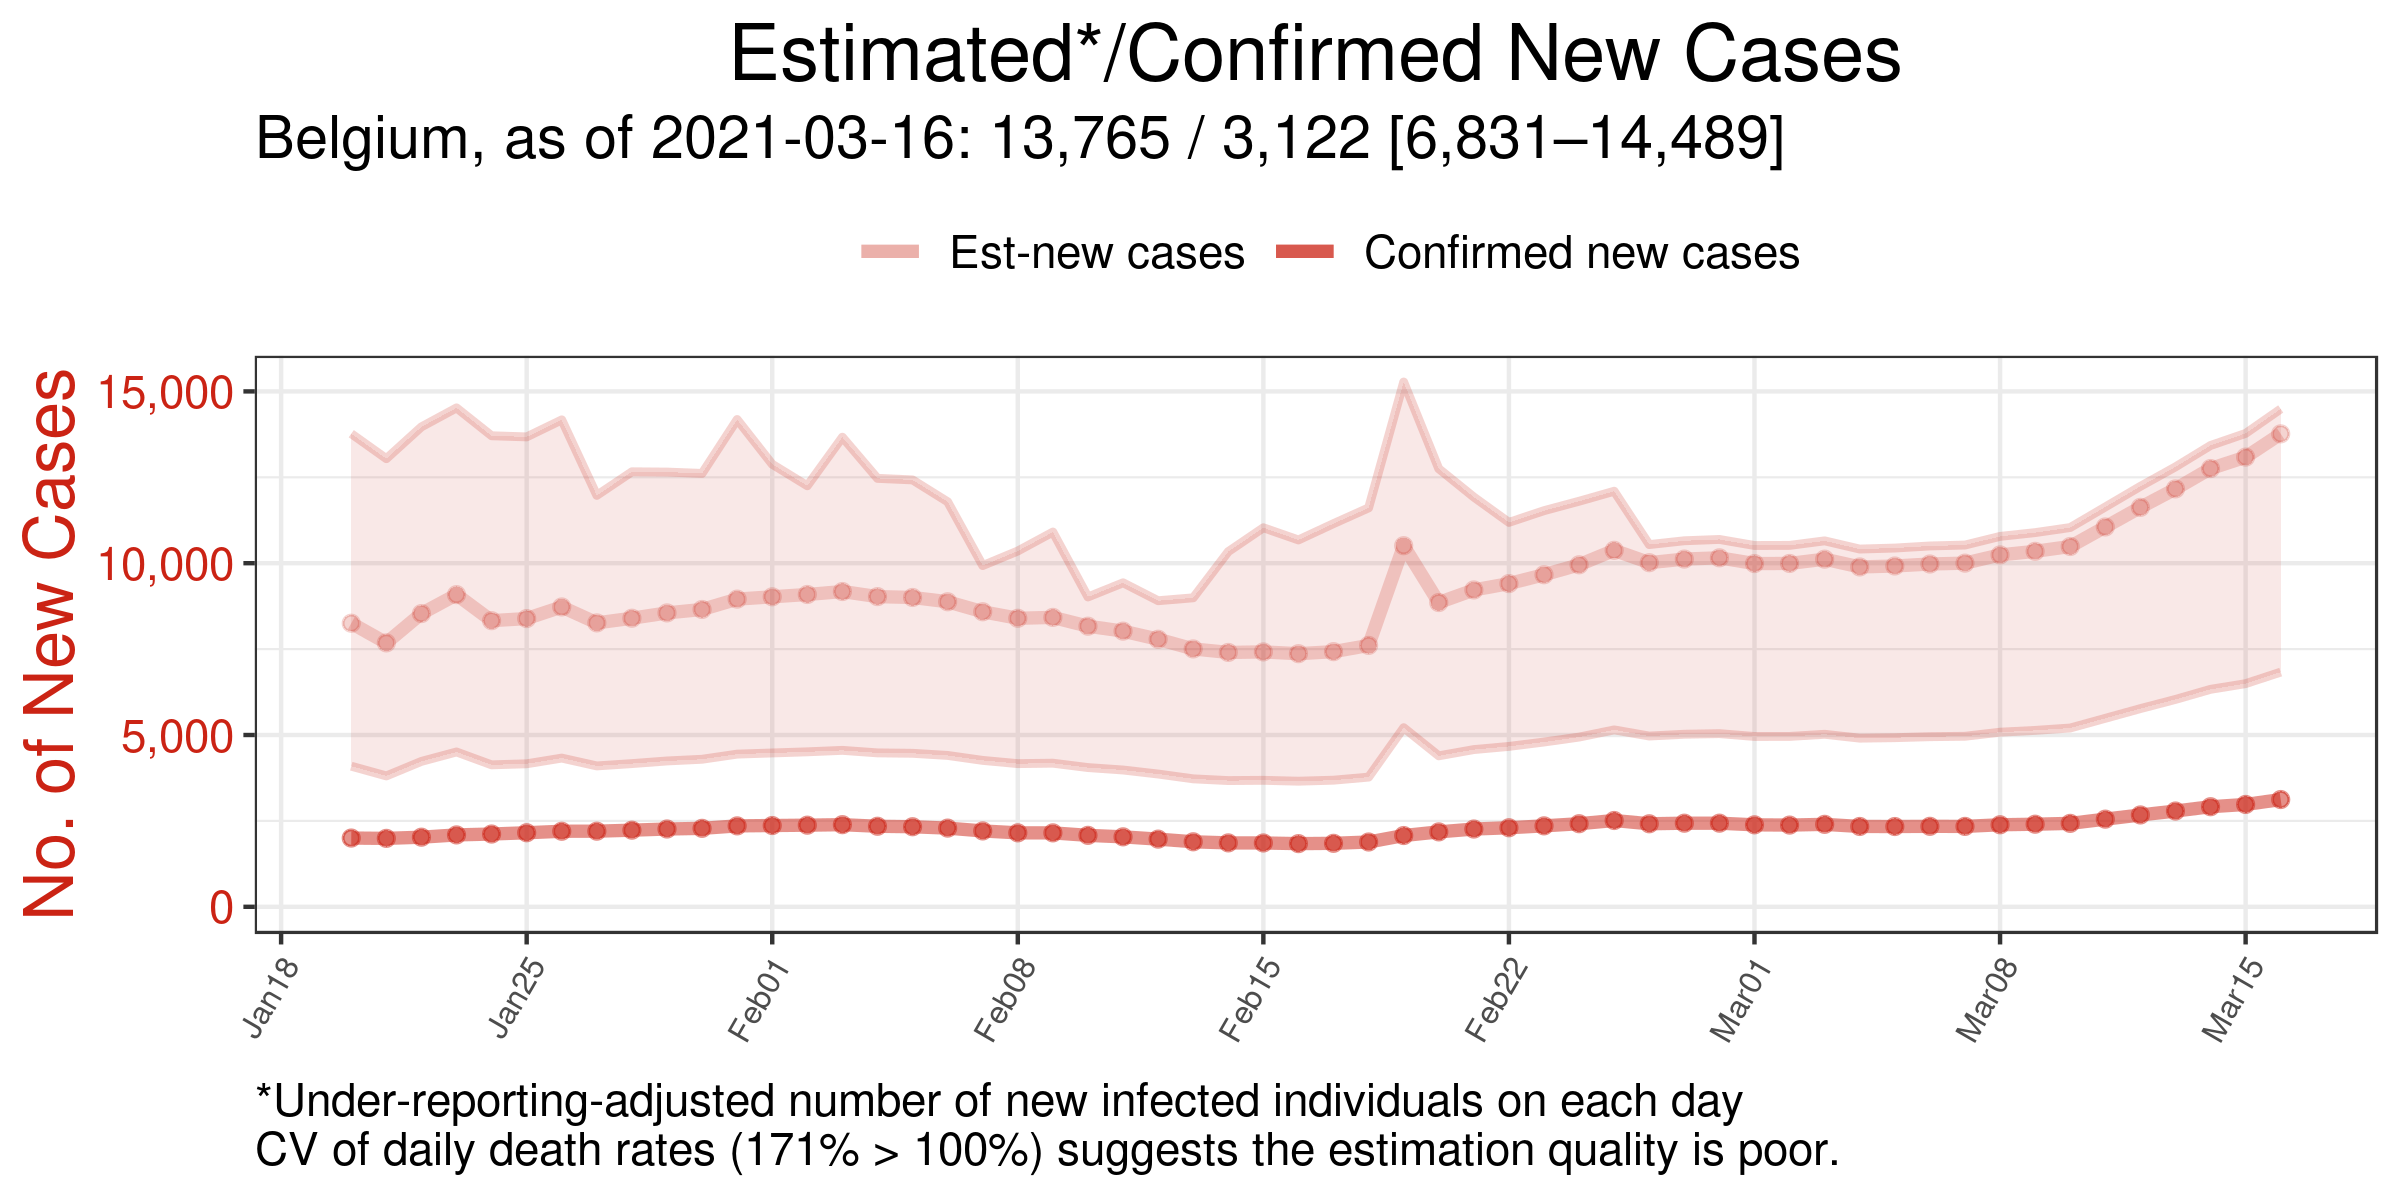 Estimated*/Confirmed New Cases
Belgium, as of 2021-03-16: 13,765 / 3,122 [6,831–14,489]
Est-new cases
Confirmed new cases
No. of New Cases
15,000
10,000
5,000
0
Jan18
Jan25
Feb01
Feb08
Feb15
Feb22
Mar01
Mar08
Mar15
*Under-reporting-adjusted number of new infected individuals on each day
CV of daily death rates (171% > 100%) suggests the estimation quality is poor.